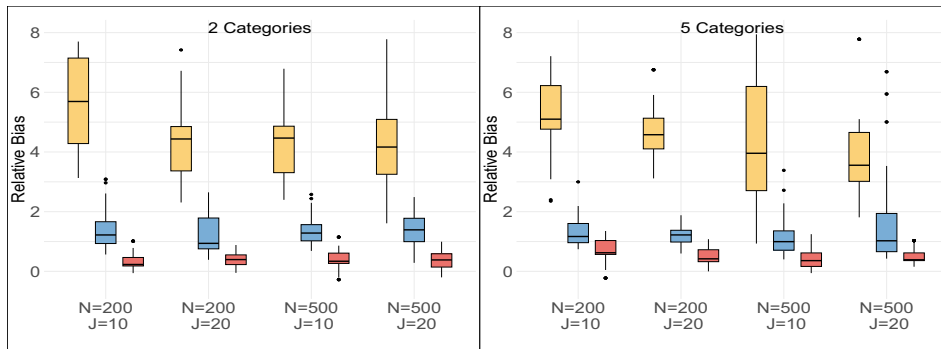 2 Categories
Relative Bias
8
6
4
2
0
N=200 N=200 N=500 N=500
J=10 J=20 J=10 J=20
5 Categories
Relative Bias
8
6
4
2
0
N=200 N=200 N=500 N=500
J=10 J=20 J=10 J=20